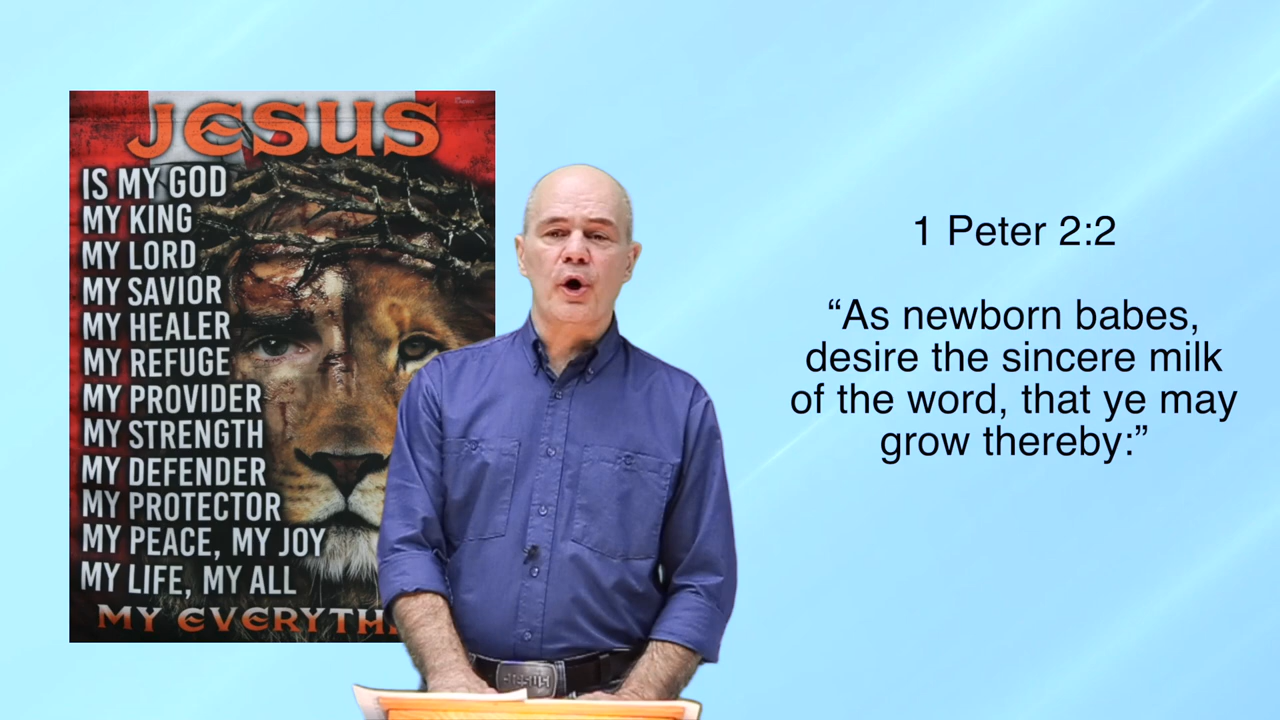 JESUS
IS MY GOD
MY KING
MY LORD
MY SAVIOR
MY HEALER
MY REFUGE
MY PROVIDER
MY STRENGTH
MY DEFENDER
MY PROTECTOR
MY PEACE, MY JOY
MY LIFE, MY ALL
MY EVERYTHI
Jesus
1 Peter 2:2
“As newborn babes,
desire the sincere milk
of the word, that ye may
grow thereby:”